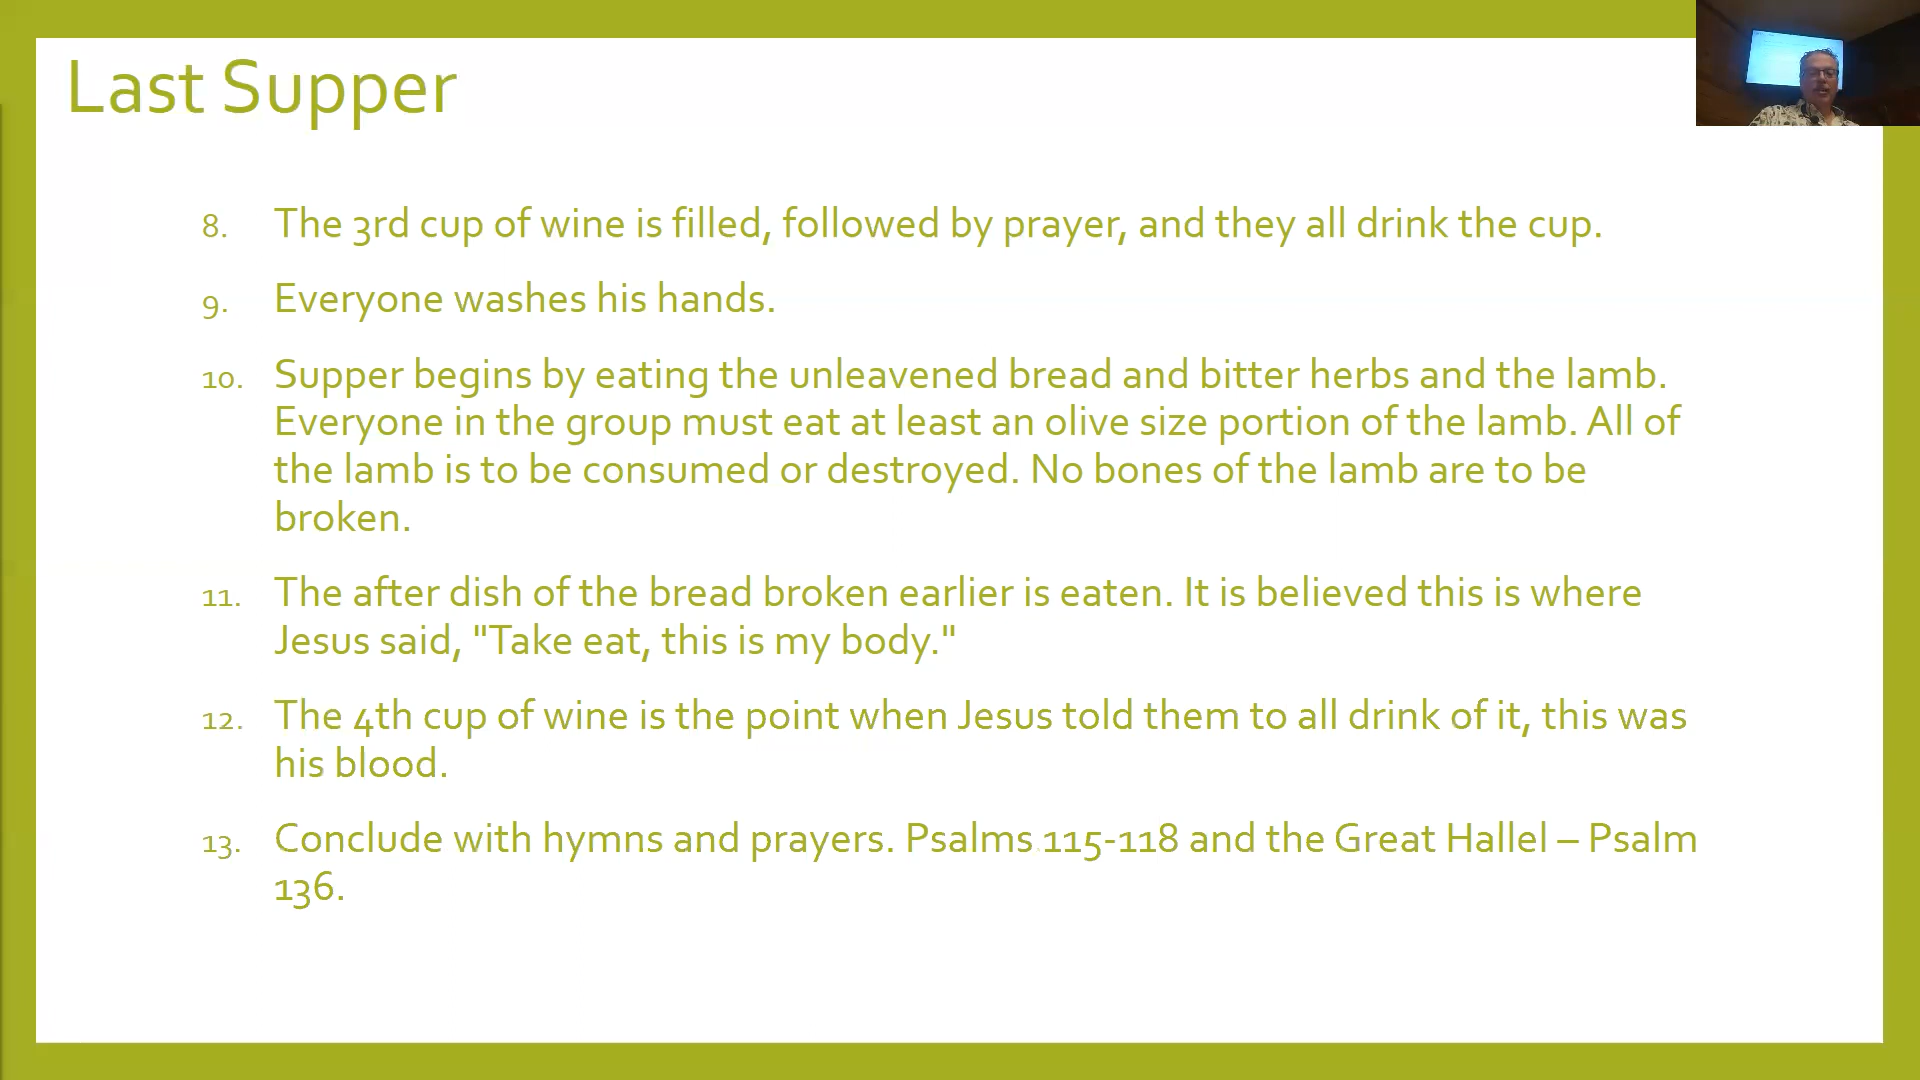 Last Supper
8. The 3rd cup of wine is filled, followed by prayer, and they all drink the cup.
9. Everyone washes his hands.
10. Supper begins by eating the unleavened bread and bitter herbs and the lamb.
Everyone in the group must eat at least an olive size portion of the lamb. All of
the lamb is to be consumed or destroyed. No bones of the lamb are to be
broken.
11. The after dish of the bread broken earlier is eaten. It is believed this is where
Jesus said, "Take eat, this is my body."
12. The 4th cup of wine is the point when Jesus told them to all drink of it, this was
his blood.
13. Conclude with hymns and prayers. Psalms 115-118 and the Great Hallel – Psalm
136.